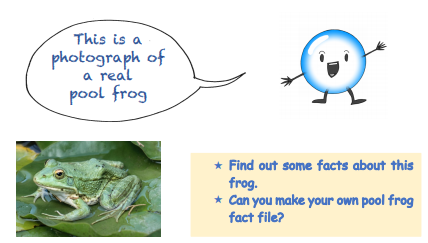 This is a
photograph of
a real
pool frog
★ Find out some facts about this
frog.
★ Can you make your own pool frog
fact file?